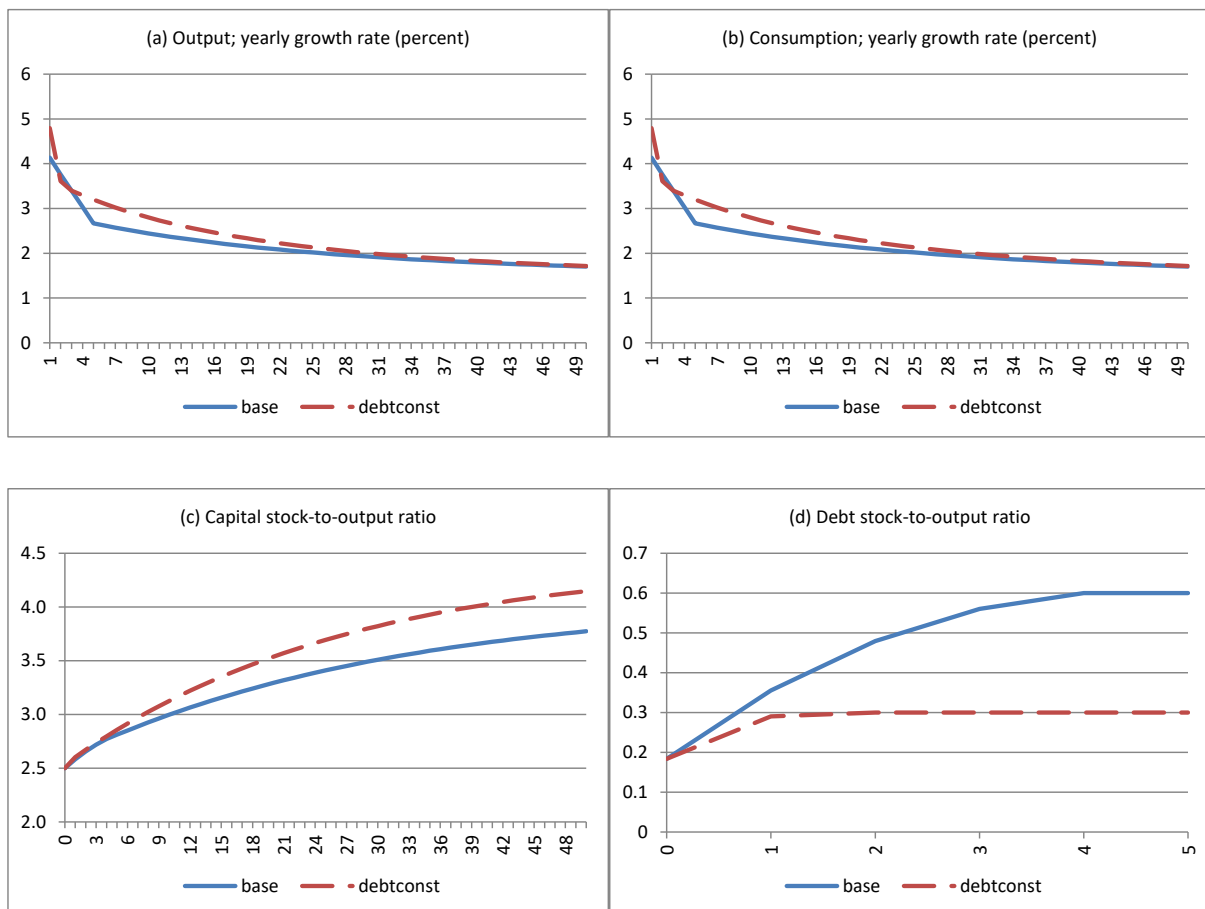 (a) Output; yearly growth rate (percent)
6
5
4
3
2
1
0
1 4 7 10 13 16 19 22 25 28 31 34 37 40 43 46 49
base debtconst
(b) Consumption; yearly growth rate (percent)
6
5
4
3
2
1
0
1 4 7 10 13 16 19 22 25 28 31 34 37 40 43 46 49
base debtconst
(c) Capital stock-to-output ratio
4.5
4.0
3.5
3.0
2.5
2.0
0 3 6 9 12 15 18 21 24 27 30 33 36 39 42 45 48
base debtconst
(d) Debt stock-to-output ratio
0.7
0.6
0.5
0.4
0.3
0.2
0.1
0
0 1 2 3 4 5
base debtconst